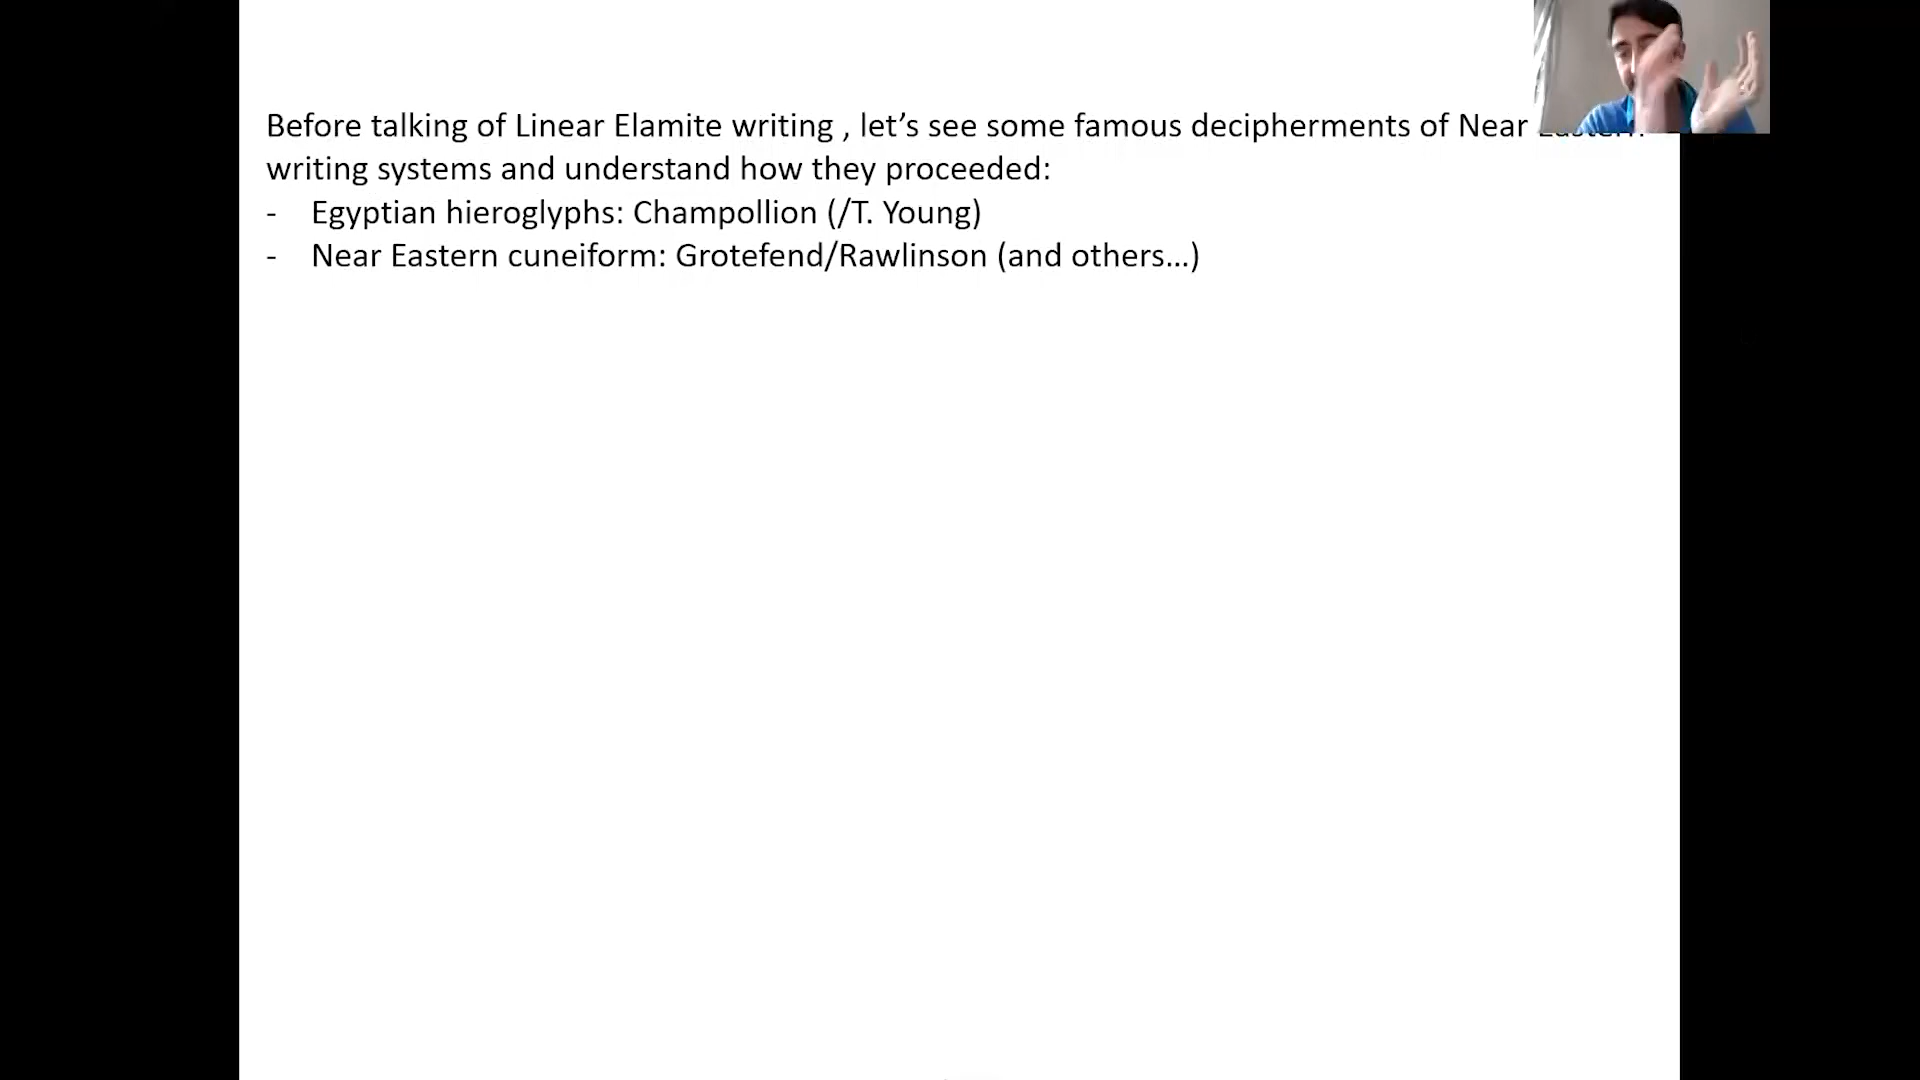 Before talking of Linear Elamite writing , let’s see some famous decipherments of Near
writing systems and understand how they proceeded:
- Egyptian hieroglyphs: Champollion (/T. Young)
- Near Eastern cuneiform: Grotefend/Rawlinson (and others…)